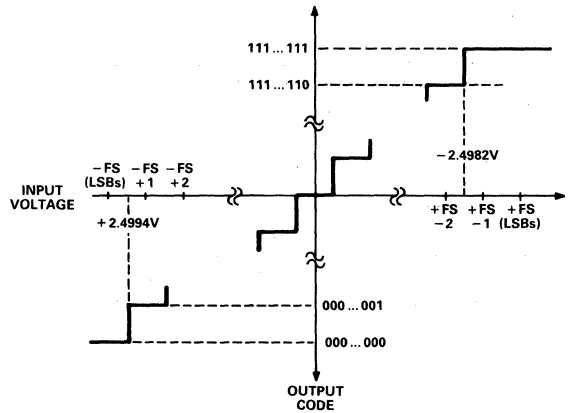 111 ... 111
111 ... 110
−2.4982V
−FS
(LSBs)
−FS
+1
−FS
+2
INPUT
VOLTAGE
+2.4994V
+FS
−2
+FS
−1
+FS
(LSBs)
000 ... 001
000 ... 000
OUTPUT
CODE